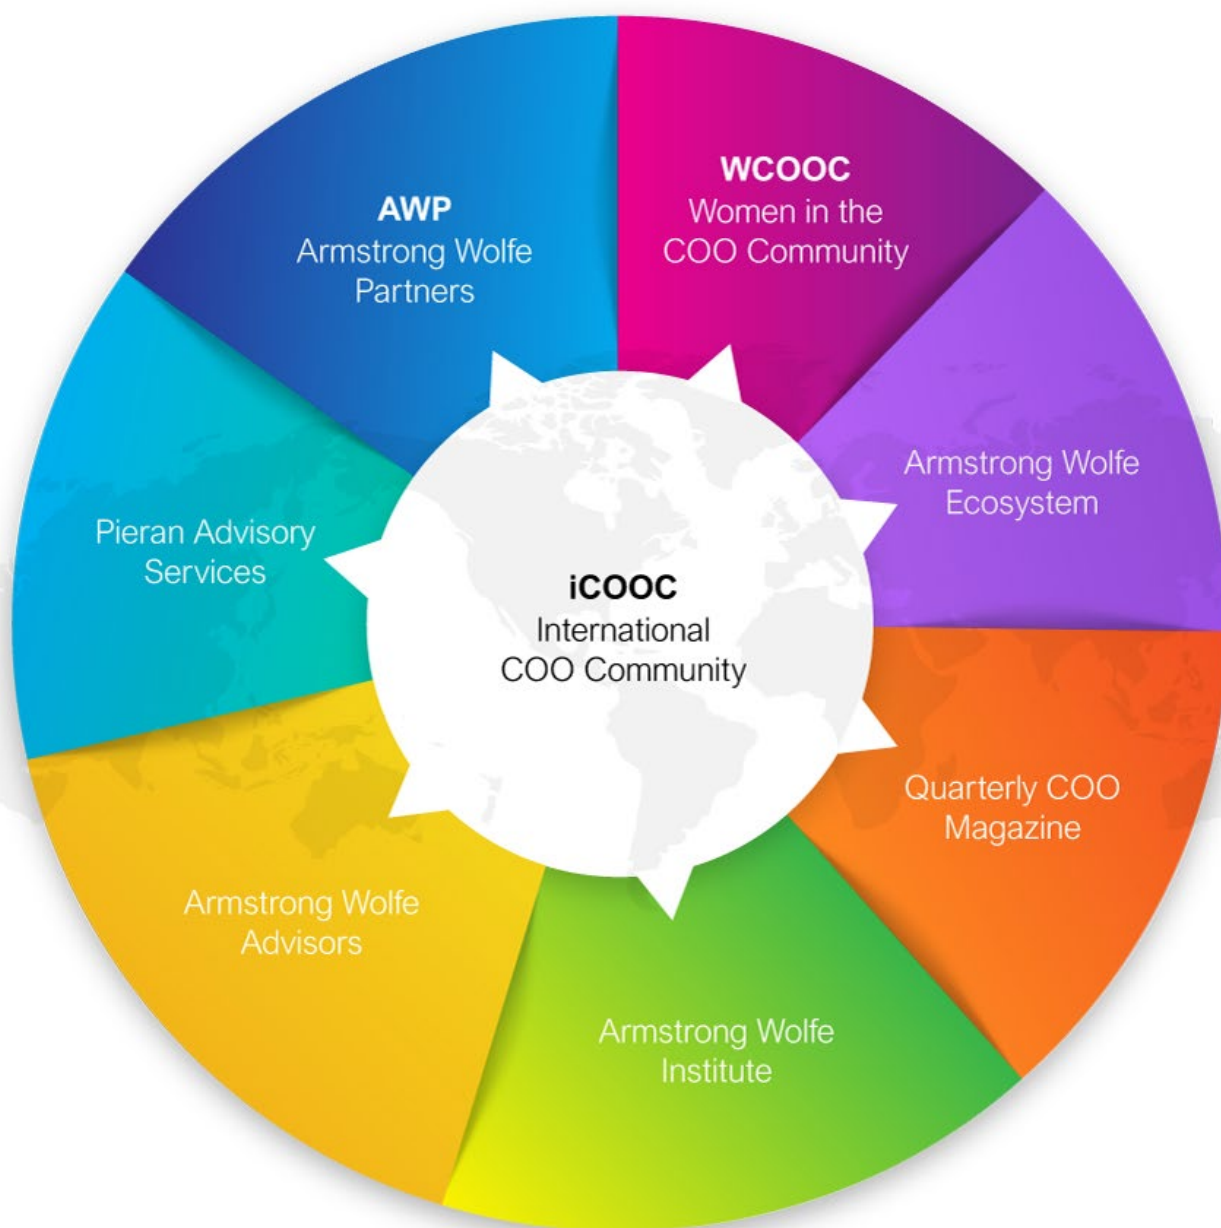 WCOOC
Women in the
COO Community
Armstrong Wolfe
Ecosystem
Quarterly COO
Magazine
Armstrong Wolfe
Institute
Armstrong Wolfe
Advisors
Pieran Advisory
Services
AWP
Armstrong Wolfe
Partners
iCOOC
International
COO Community